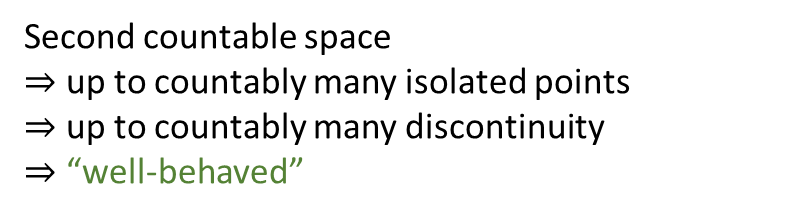 Second countable space
⇒ up to countably many isolated points
⇒ up to countably many discontinuity
⇒ “well-behaved”